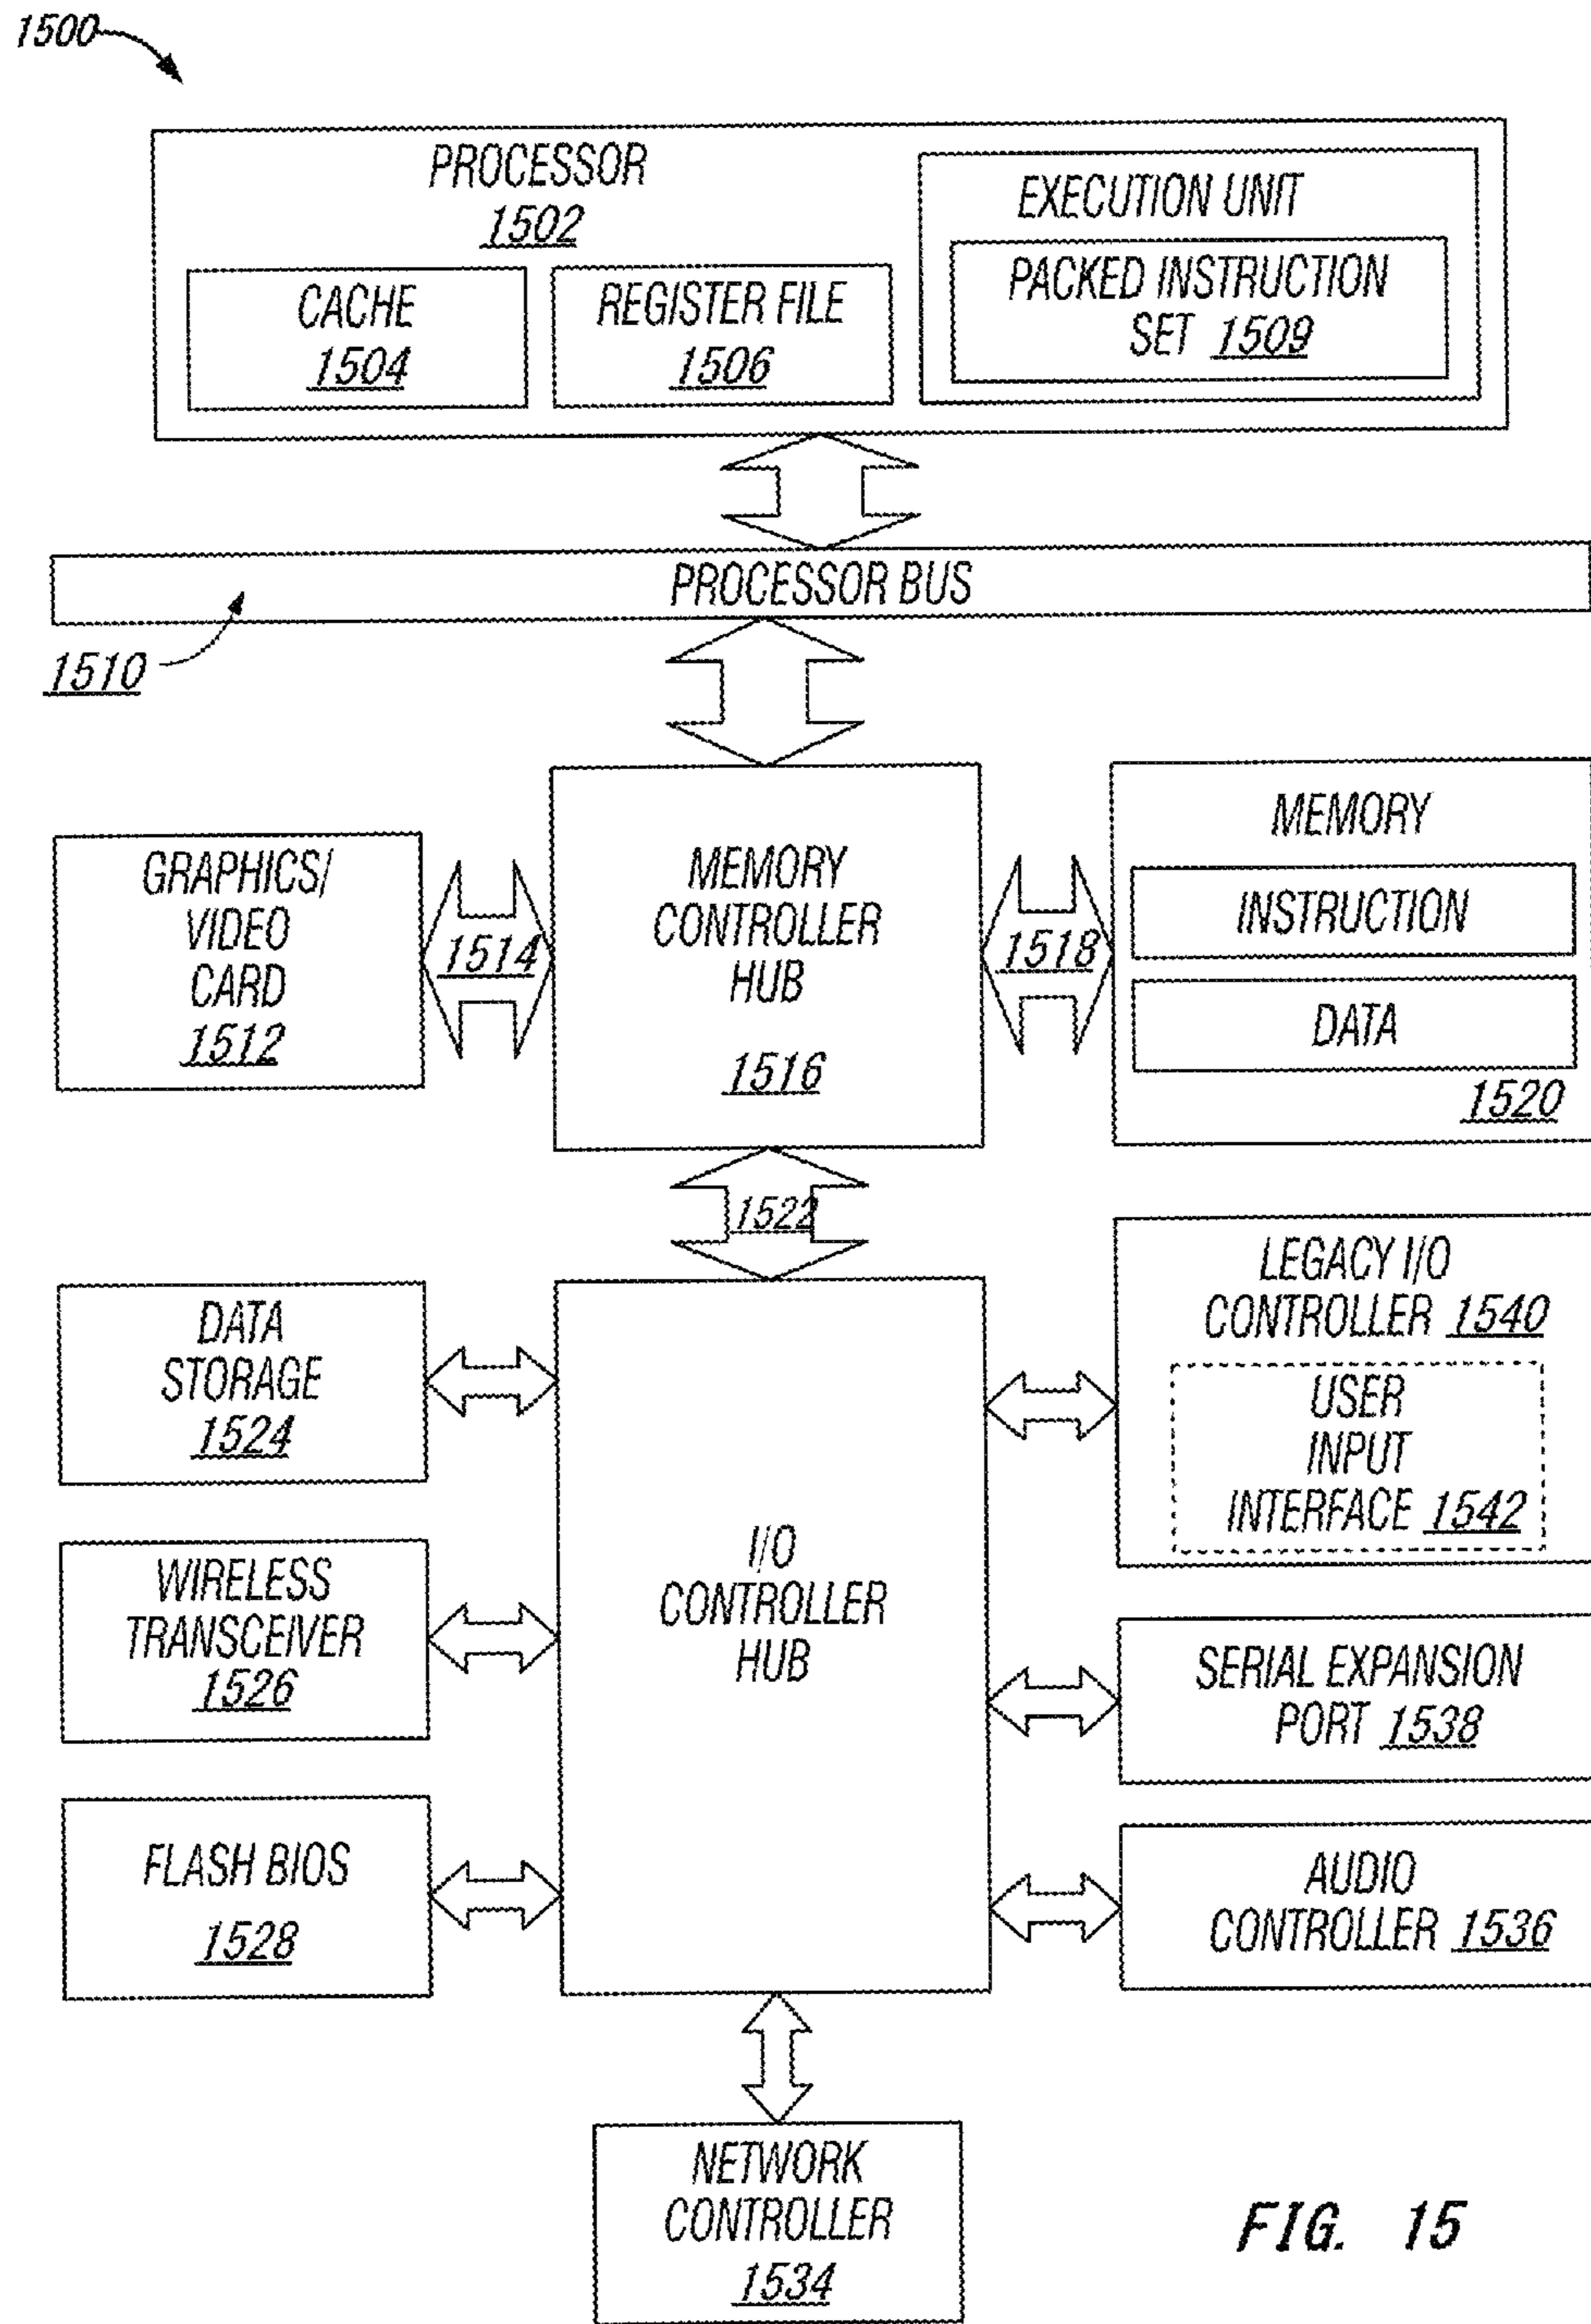 1500
PROCESSOR
1502
CACHE
1504
REGISTER FILE
1506
EXECUTION UNIT
PACKED INSTRUCTION
SET 1509
PROCESSOR BUS
1510
GRAPHICS/
VIDEO
CARD
1512
1514
MEMORY
CONTROLLER
HUB
1516
1518
MEMORY
INSTRUCTION
DATA
1520
1522
DATA
STORAGE
1524
WIRELESS
TRANSCEIVER
1526
FLASH BIOS
1528
I/O
CONTROLLER
HUB
LEGACY I/O
CONTROLLER 1540
USER
INPUT
INTERFACE 1542
SERIAL EXPANSION
PORT 1538
AUDIO
CONTROLLER 1536
NETWORK
CONTROLLER
1534
FIG. 15